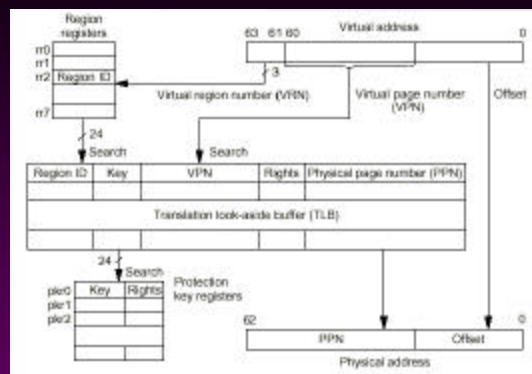 Region
registers
Virtual address
63 61 60 0
rr0
rr1
rr2 Region ID
rr7
3
Virtual region number (VRN)
Virtual page number
(VPN)
Offset
24
Search Search
Region ID Key VPN Rights Physical page number (PPN)
Translation look-aside buffer (TLB)
24
Search
Protection
key registers
pkr0 Key Rights
pkr1
pkr2
62 0
PPN Offset
Physical address